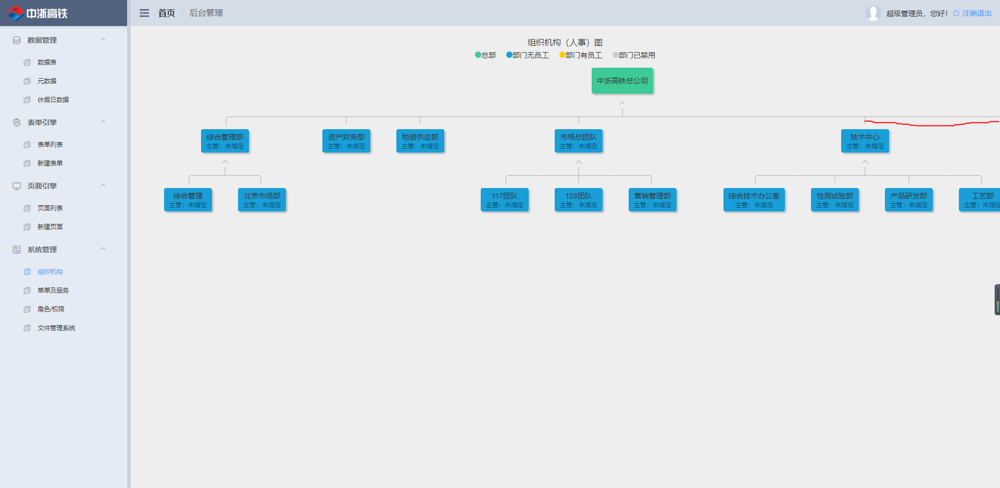 中浙高铁
首页
后台管理
超级管理员，您好！
注销退出
数据管理
数据表
元数据
休假日数据
表单引擎
表单列表
新建表单
页面引擎
页面列表
新建页面
系统管理
组织机构
菜单及服务
角色/权限
文件管理系统
组织机构（人事）图
总部 部门无员工 部门有员工 部门已禁用
中浙高铁总公司
综合管理部
主管：未指定
资产财务部
主管：未指定
物资供应部
主管：未指定
市场总团队
主管：未指定
技术中心
主管：未指定
综合管理
主管：未指定
北京市场部
主管：未指定
117团队
主管：未指定
128团队
主管：未指定
营销管理部
主管：未指定
综合技术办公室
主管：未指定
检测试验部
主管：未指定
产品研发部
主管：未指定
工艺部
主管：未指定